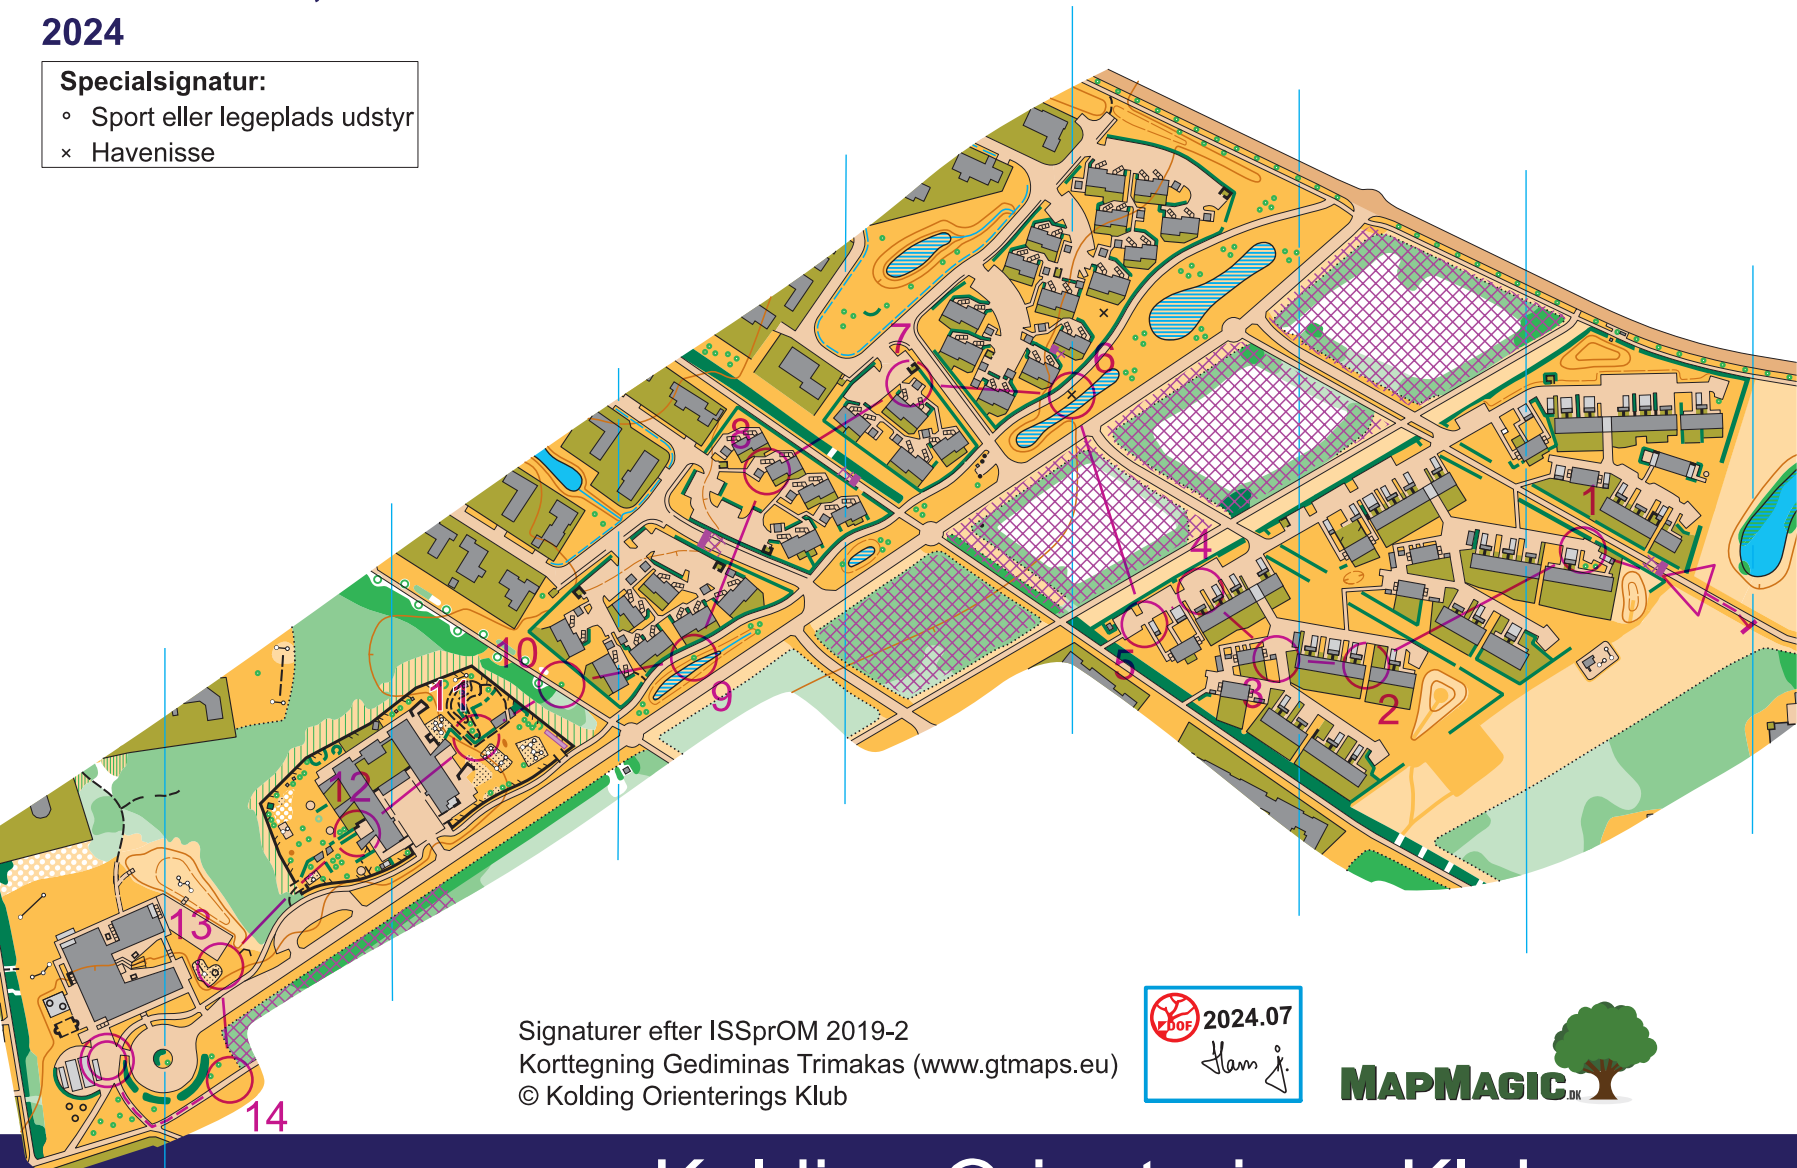 2024
Specialsignatur:
Sport eller legeplads udstyr
× Havenisse
7
6
8
1
4
10
5
11
9
3
2
12
13
14
1
Signaturer efter ISSprOM 2019-2
Korttegning Gediminas Trimakas (www.gtmaps.eu)
© Kolding Orienterings Klub
DOF
2024.07
MAPMAGIC.DK